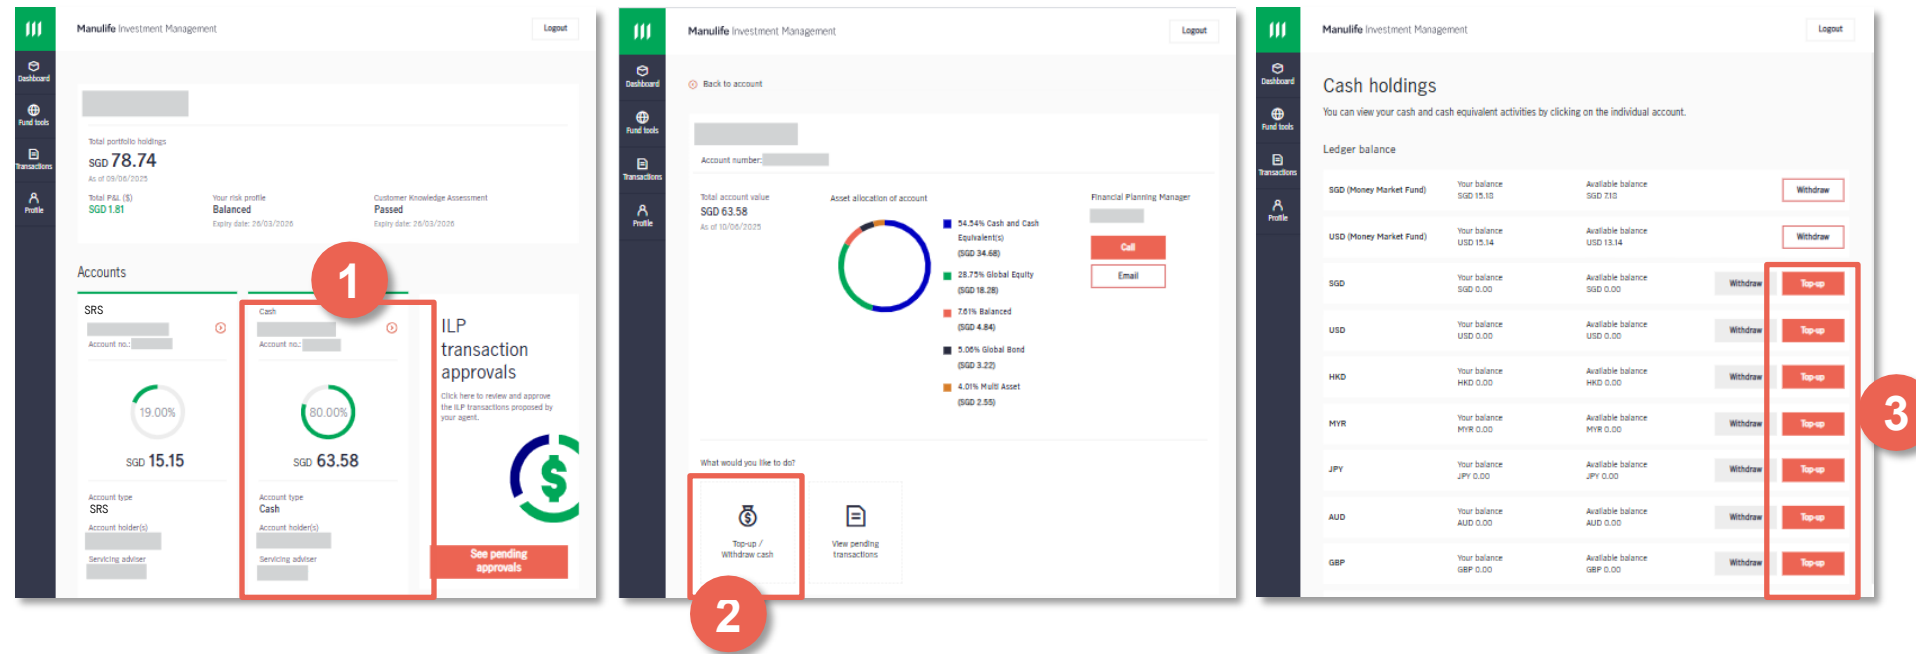 Manulife Investment Management
Logout
Dashboard
Fund tools
Transactions
Profile
Total portfolio holdings
SGD 78.74
As of 09/06/2025
Total P&L ($)
SGD 1.81
Your risk profile
Balanced
Expiry date: 26/03/2026
Customer Knowledge Assessment
Passed
Expiry date: 26/03/2026
Accounts
1
SRS
Account no.:
19.00%
SGD 15.15
Account type
SRS
Account holder(s)
Servicing adviser
Cash
Account no.:
80.00%
SGD 63.58
Account type
Cash
Account holder(s)
Servicing adviser
ILP
transaction
approvals
Click here to review and approve
the ILP transactions proposed by
your agent.
$
See pending
approvals
Manulife Investment Management
Logout
Dashboard
Fund tools
Transactions
Profile
Back to account
Account number:
Total account value
SGD 63.58
As of 10/06/2025
Asset allocation of account
54.54% Cash and Cash
Equivalent(s)
(SGD 34.68)
28.75% Global Equity
(SGD 18.28)
7.61% Balanced
(SGD 4.84)
5.06% Global Bond
(SGD 3.22)
4.01% Multi Asset
(SGD 2.55)
Financial Planning Manager
Call
Email
What would you like to do?
Top-up /
Withdraw cash
View pending
transactions
2
Manulife Investment Management
Logout
Dashboard
Fund tools
Transactions
Profile
Cash holdings
You can view your cash and cash equivalent activities by clicking on the individual account.
Ledger balance
SGD (Money Market Fund) Your balance SGD 15.18 Available balance SGD 7.18 Withdraw
USD (Money Market Fund) Your balance USD 15.14 Available balance USD 13.14 Withdraw
SGD Your balance SGD 0.00 Available balance SGD 0.00 Withdraw Top-up
USD Your balance USD 0.00 Available balance USD 0.00 Withdraw Top-up
HKD Your balance HKD 0.00 Available balance HKD 0.00 Withdraw Top-up
MYR Your balance MYR 0.00 Available balance MYR 0.00 Withdraw Top-up
JPY Your balance JPY 0.00 Available balance JPY 0.00 Withdraw Top-up
AUD Your balance AUD 0.00 Available balance AUD 0.00 Withdraw Top-up
GBP Your balance GBP 0.00 Available balance GBP 0.00 Withdraw Top-up
3